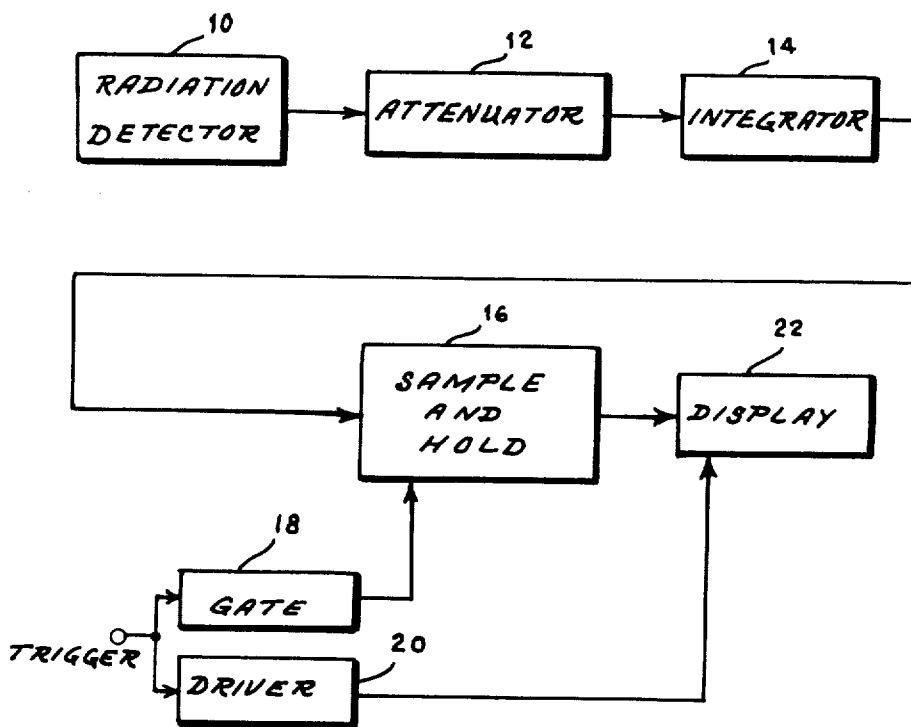 10
RADIATION
DETECTOR
12
ATTENUATOR
14
INTEGRATOR
16
SAMPLE
AND
HOLD
22
DISPLAY
18
GATE
TRIGGER
20
DRIVER